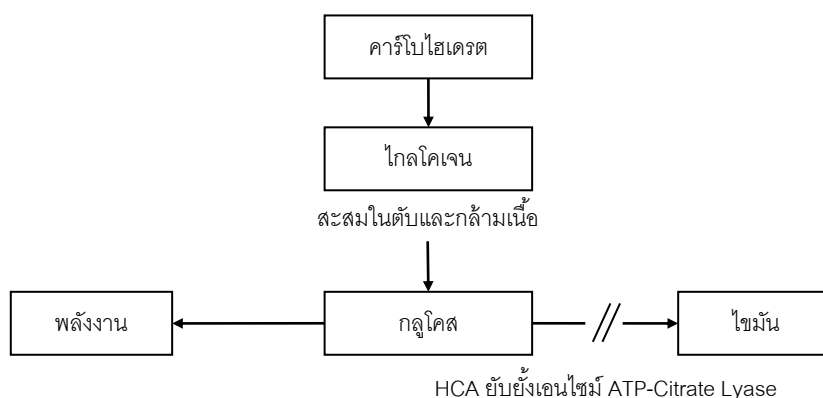 คาร์โบไฮเดรต
ไกลโคเจน
สะสมในตับและกล้ามเนื้อ
พลังงาน
กลูโคส
ไขมัน
HCA ยับยั้งเอนไซม์ ATP-Citrate Lyase